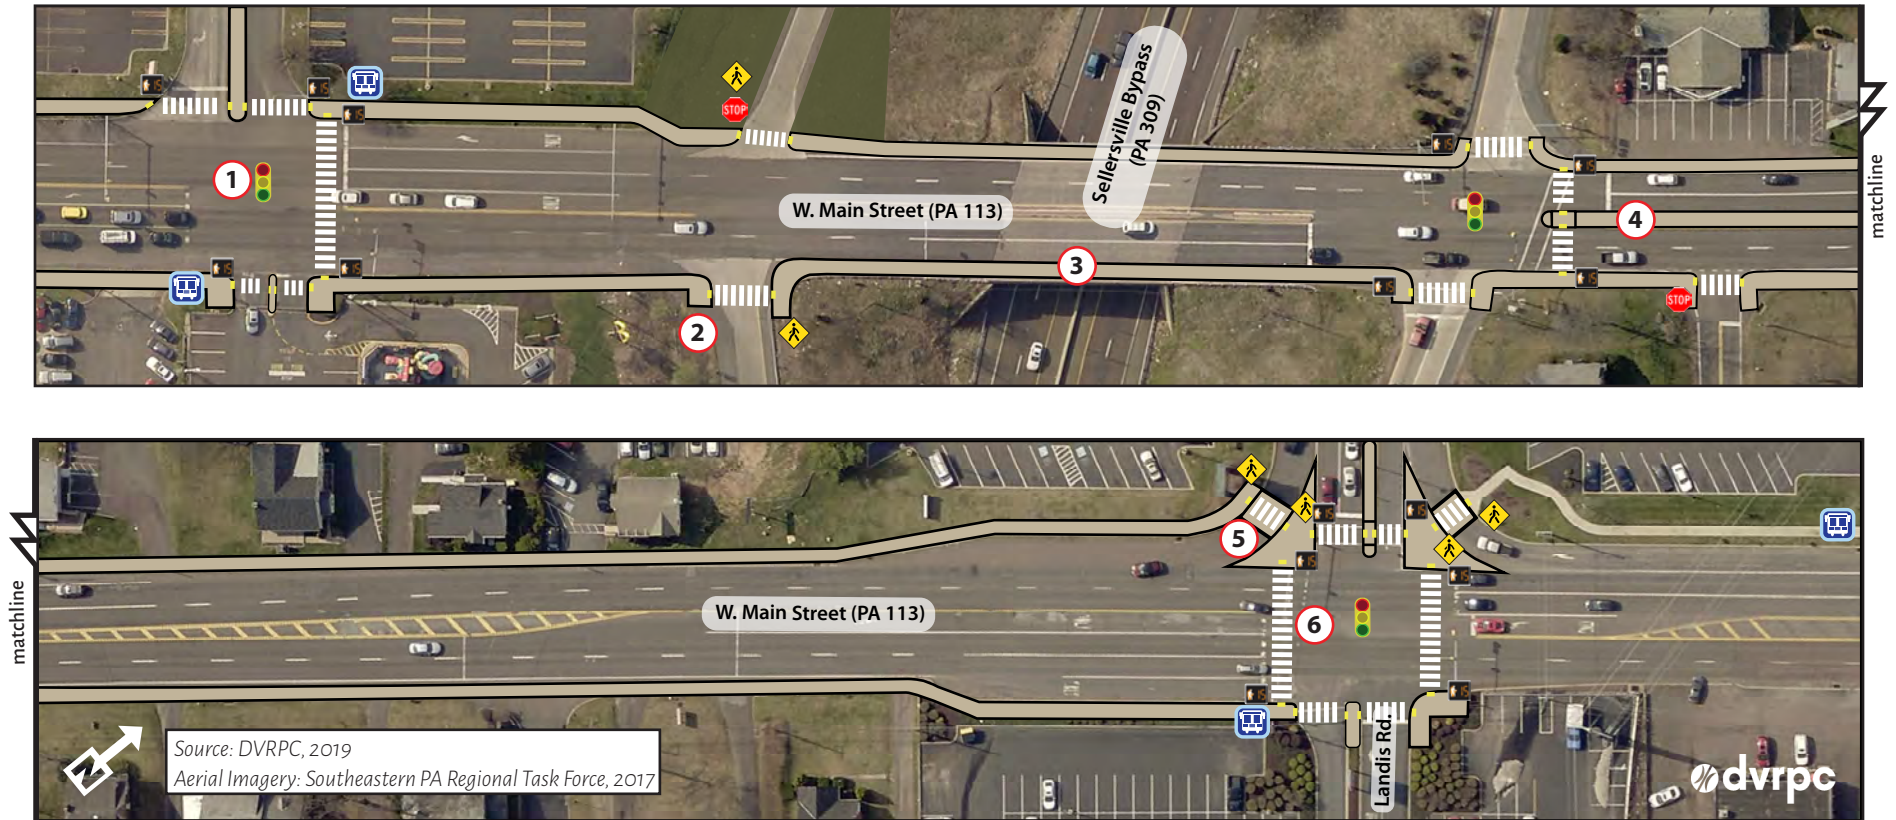 STOP
1
W. Main Street (PA 113)
Sellersville Bypass
(PA 309)
2
3
4
STOP
matchline
matchline
W. Main Street (PA 113)
5
6
Landis Rd.
N
Source: DVRPC, 2019
Aerial Imagery: Southeastern PA Regional Task Force, 2017
dvrpc